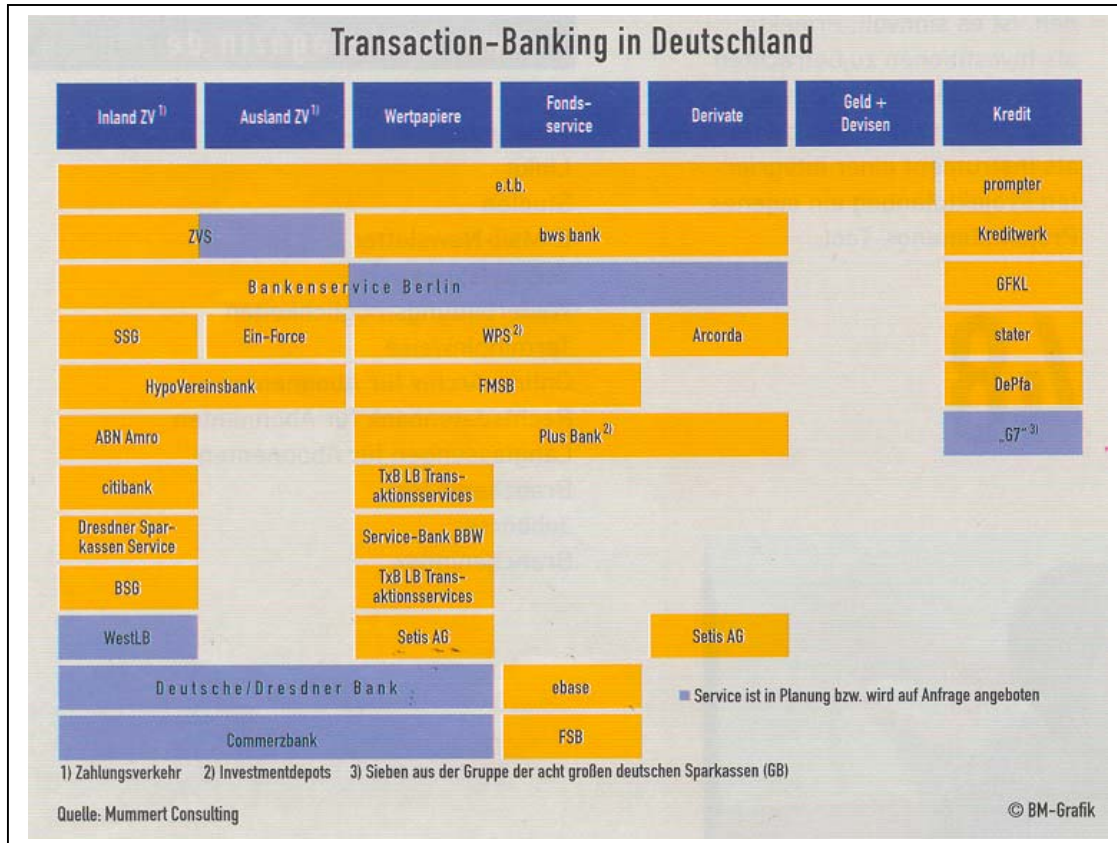 Transaction-Banking in Deutschland
Inland ZV 1)
Ausland ZV 1)
Wertpapiere
Fonds-
service
Derivate
Geld +
Devisen
Kredit
e.t.b.
prompter
ZVS
bws bank
Kreditwerk
Bankenservice Berlin
GFKL
SSG
Ein-Force
WPS 2)
Arcorda
stater
HypoVereinsbank
FMSB
DePfa
ABN Amro
Plus Bank 2)
„G7“ 3)
citibank
TxB LB Trans-
aktionsservices
Dresdner Spar-
kassen Service
Service-Bank BBW
BSG
TxB LB Trans-
aktionsservices
WestLB
Setis AG
Setis AG
Deutsche/Dresdner Bank
ebase
Service ist in Planung bzw. wird auf Anfrage angeboten
Commerzbank
FSB
1) Zahlungsverkehr 2) Investmentdepots 3) Sieben aus der Gruppe der acht großen deutschen Sparkassen (GB)
Quelle: Mummert Consulting
© BM-Grafik